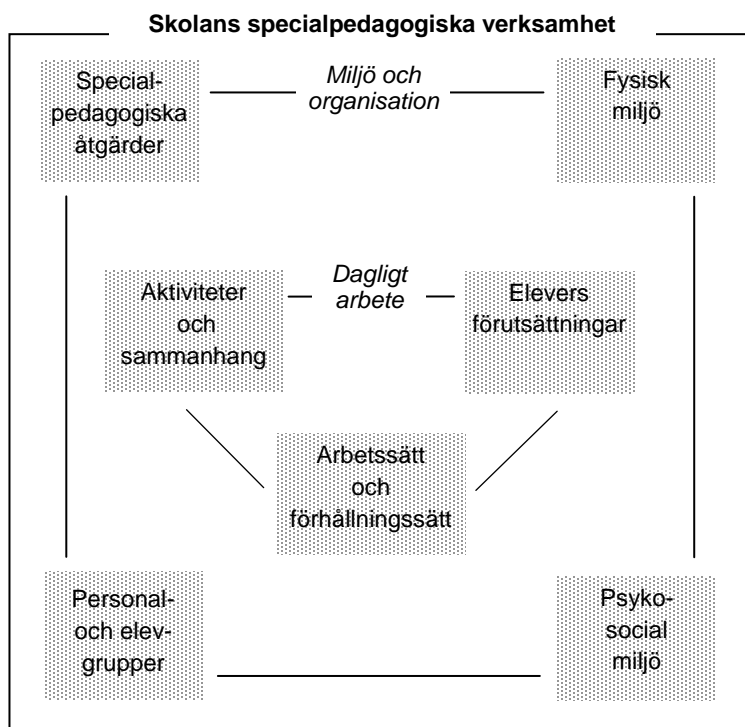 Skolans specialpedagogiska verksamhet
Special-
pedagogiska
åtgärder
Miljö och
organisation
Fysisk
miljö
Aktiviteter
och
sammanhang
Dagligt
arbete
Elevers
förutsättningar
Arbetssätt
och
förhållningssätt
Personal-
och elev-
grupper
Psyko-
social
miljö